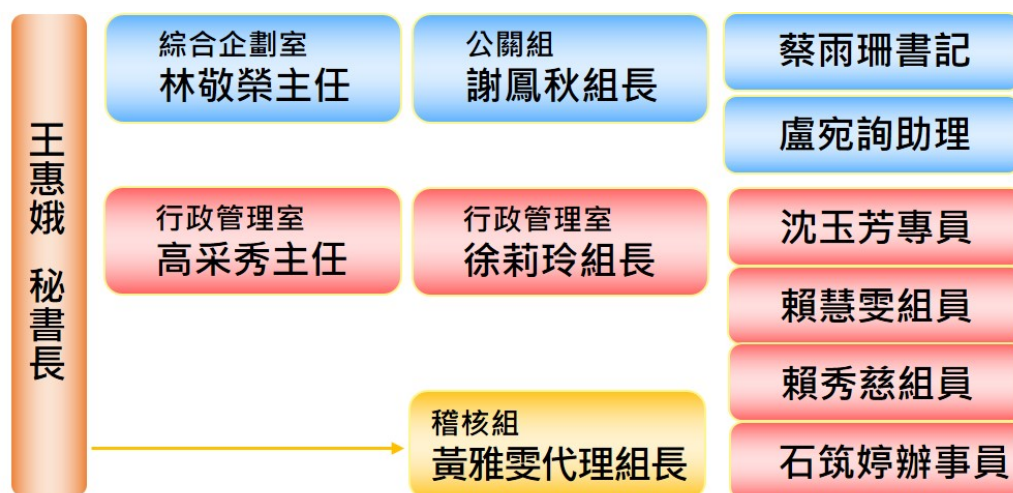 王惠娥 秘書長
綜合企劃室
林敬榮主任
公關組
謝鳳秋組長
蔡雨珊書記
盧宛詢助理
行政管理室
高采秀主任
行政管理室
徐莉玲組長
沈玉芳專員
賴慧雯組員
賴秀慈組員
稽核組
黃雅雯代理組長
石筑婷辦事員